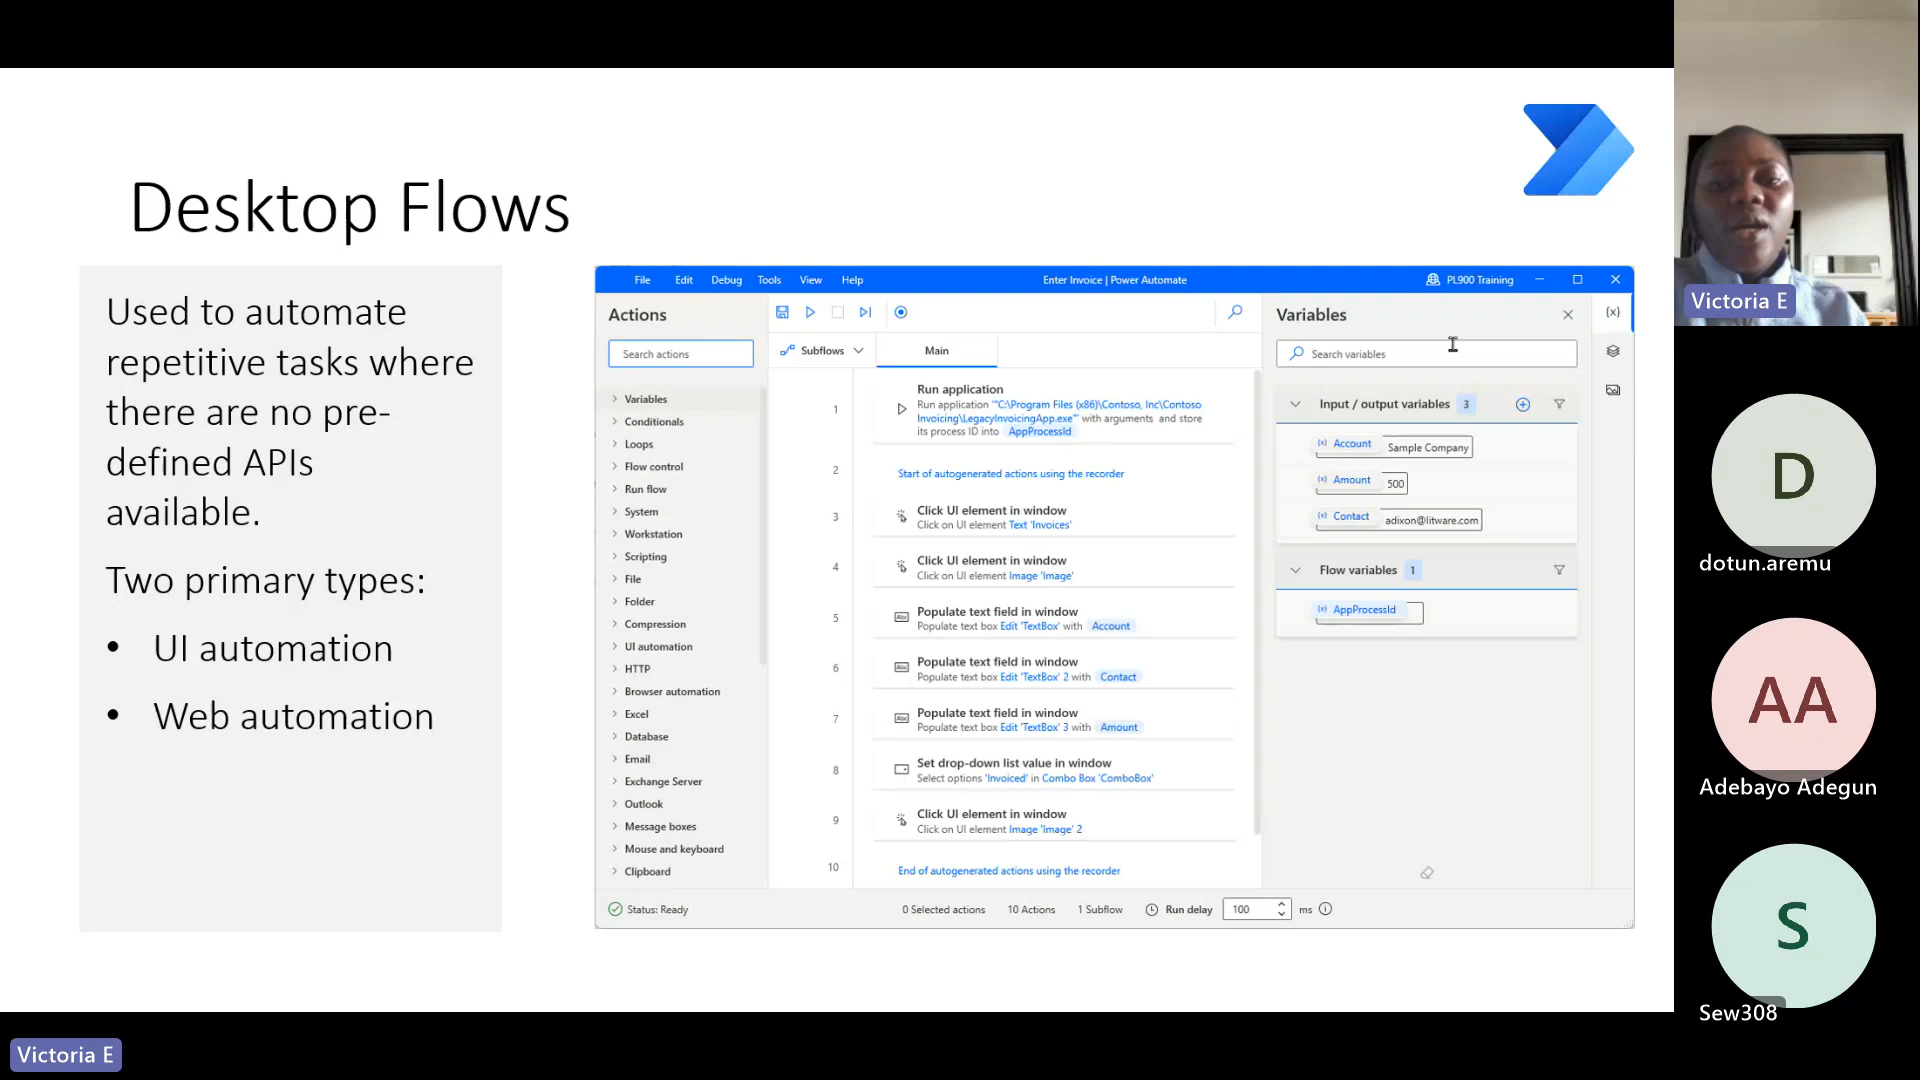 Desktop Flows
Used to automate
repetitive tasks where
there are no pre-
defined APIs
available.
Two primary types:
• UI automation
• Web automation
File Edit Debug Tools View Help
Enter Invoice | Power Automate
PL900 Training
Actions
Search actions
Variables
Conditionals
Loops
Flow control
Run flow
System
Workstation
Scripting
File
Folder
Compression
UI automation
HTTP
Browser automation
Excel
Database
Email
Exchange Server
Outlook
Message boxes
Mouse and keyboard
Clipboard
Subflows
Main
1
Run application
Run application '"C:\Program Files (x86)\Contoso, Inc\Contoso
Invoicing\LegacyInvoicingApp.exe"' with arguments and store
its process ID into AppProcessId
2
Start of autogenerated actions using the recorder
3
Click UI element in window
Click on UI element Text 'Invoices'
4
Click UI element in window
Click on UI element Image 'Image'
5
Populate text field in window
Populate text box Edit 'TextBox' with Account
6
Populate text field in window
Populate text box Edit 'TextBox' 2 with Contact
7
Populate text field in window
Populate text box Edit 'TextBox' 3 with Amount
8
Set drop-down list value in window
Select options 'Invoiced' in Combo Box 'ComboBox'
9
Click UI element in window
Click on UI element Image 'Image' 2
10
End of autogenerated actions using the recorder
Variables
{x}
Search variables
Input / output variables 3
{x} Account Sample Company
{x} Amount 500
{x} Contact adixon@litware.com
Flow variables 1
{x} AppProcessId
Status: Ready
0 Selected actions
10 Actions
1 Subflow
Run delay 100 ms
Victoria E
D
dotun.aremu
AA
Adebayo Adegun
S
Sew308
Victoria E